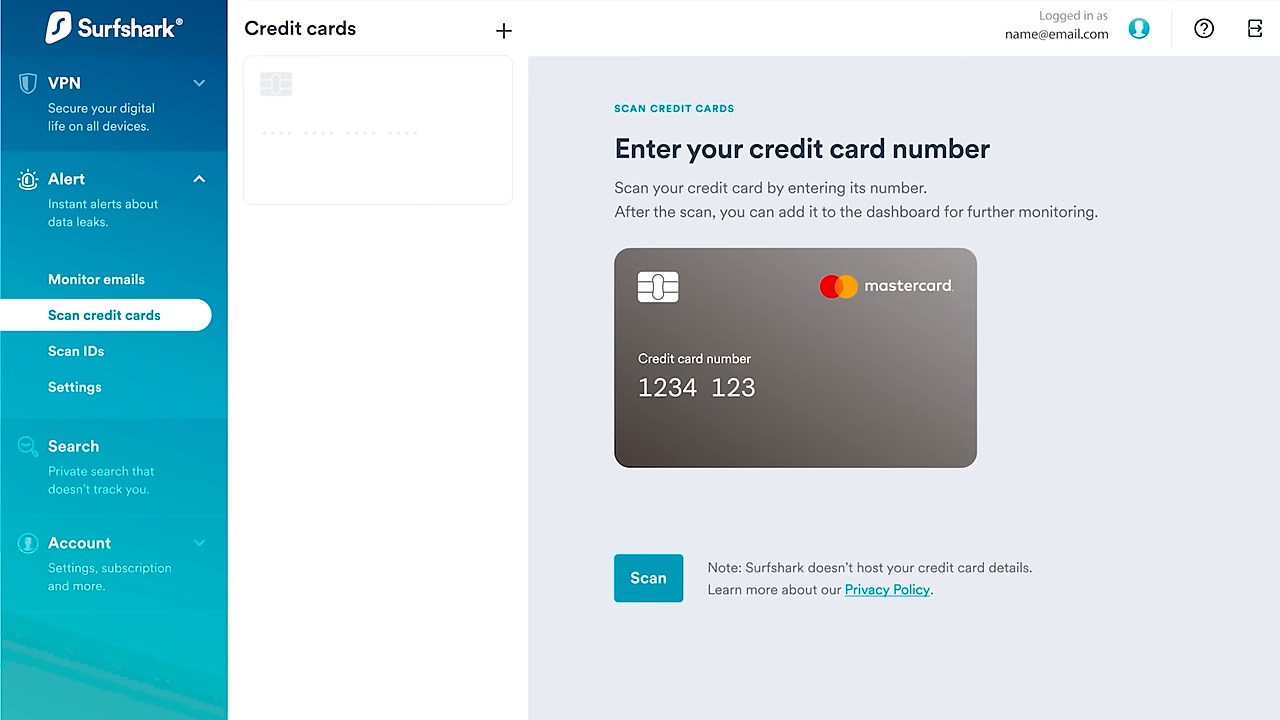 Surfshark®
VPN
Secure your digital
life on all devices.
Alert
Instant alerts about
data leaks.
Monitor emails
Scan credit cards
Scan IDs
Settings
Search
Private search that
doesn't track you.
Account
Settings, subscription
and more.
Credit cards
Logged in as
name@email.com
SCAN CREDIT CARDS
Enter your credit card number
Scan your credit card by entering its number.
After the scan, you can add it to the dashboard for further monitoring.
mastercard.
Credit card number
1234 123
Scan
Note: Surfshark doesn't host your credit card details.
Learn more about our Privacy Policy.